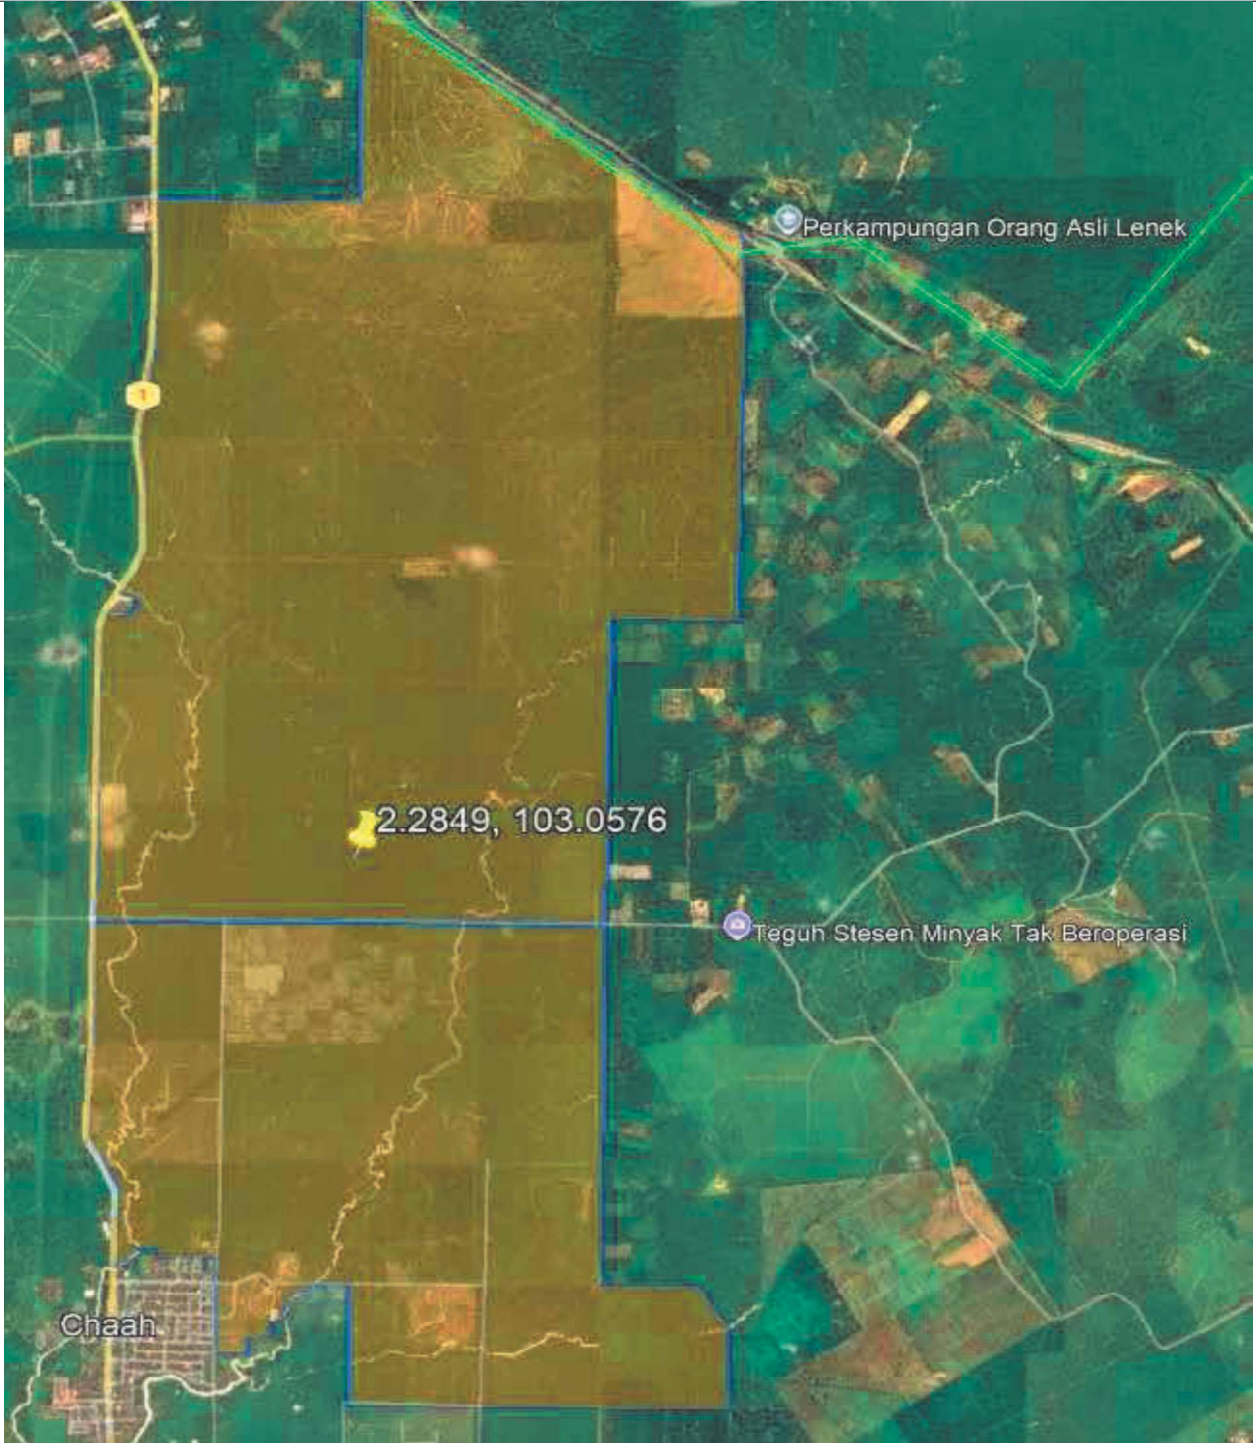 Perkampungan Orang Asli Lenek
1
2.2849, 103.0576
Teguh Stesen Minyak Tak Beroperasi
Chaah